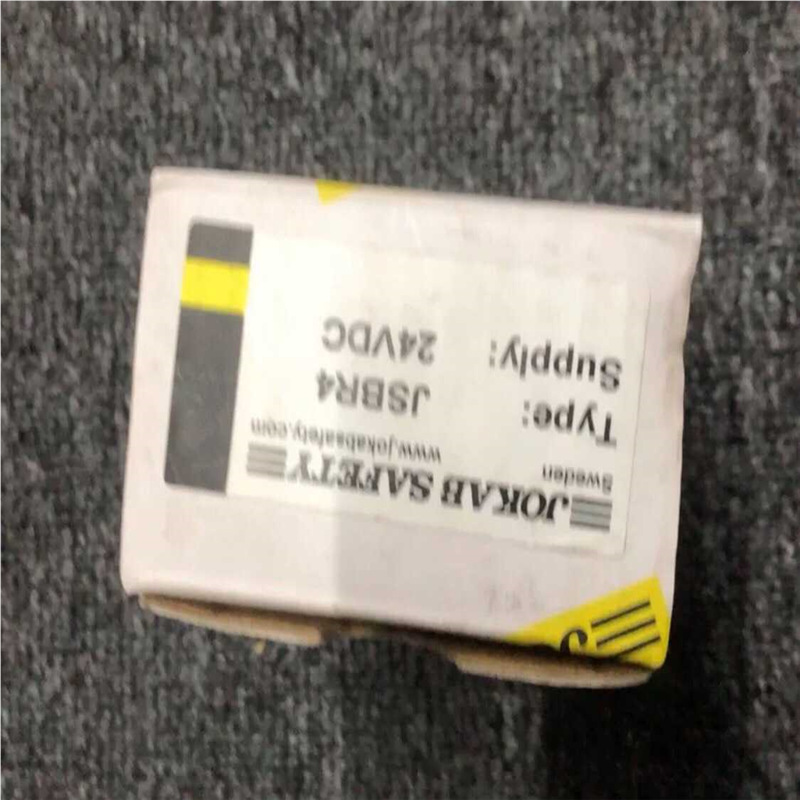 JOKAB SAFETY
Sweden www.jokabsafety.com
Type: JSBR4
Supply: 24VDC
J